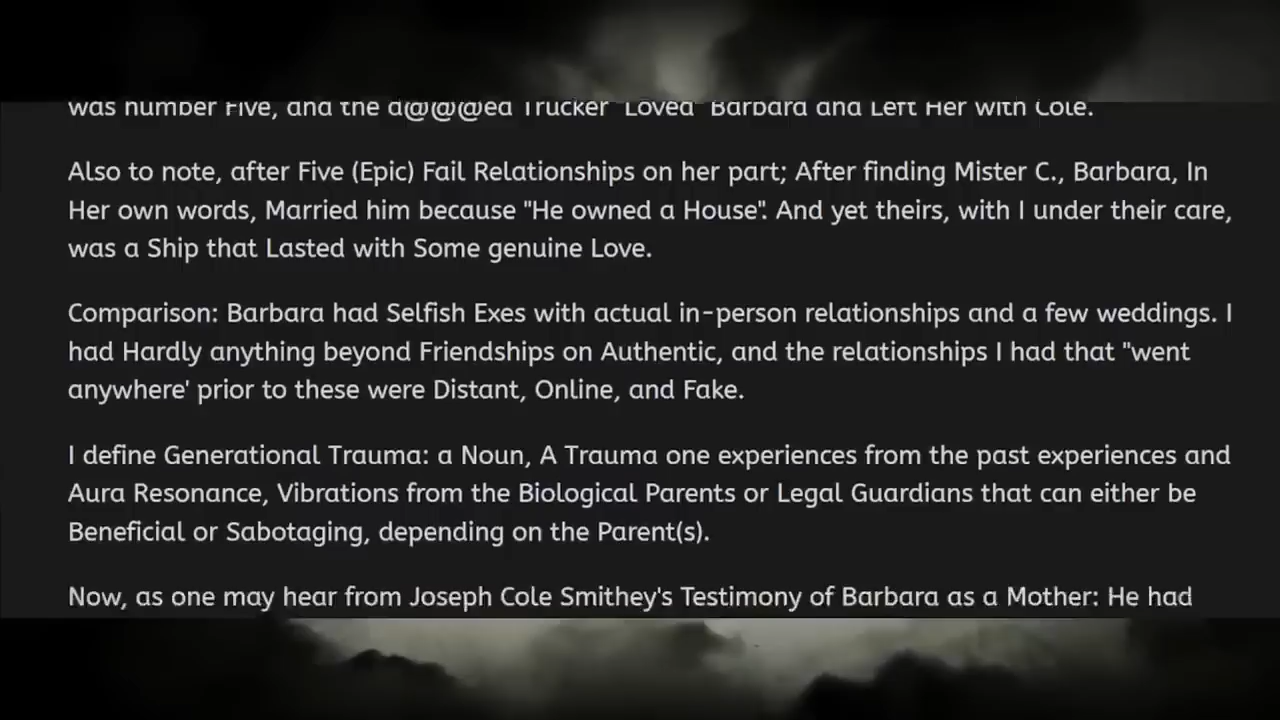 was number Five, and the d@@@ed Trucker "Loved" Barbara and Left Her with Cole.
Also to note, after Five (Epic) Fail Relationships on her part; After finding Mister C., Barbara, In
Her own words, Married him because "He owned a House". And yet theirs, with I under their care,
was a Ship that Lasted with Some genuine Love.
Comparison: Barbara had Selfish Exes with actual in-person relationships and a few weddings. I
had Hardly anything beyond Friendships on Authentic, and the relationships I had that "went
anywhere' prior to these were Distant, Online, and Fake.
I define Generational Trauma: a Noun, A Trauma one experiences from the past experiences and
Aura Resonance, Vibrations from the Biological Parents or Legal Guardians that can either be
Beneficial or Sabotaging, depending on the Parent(s).
Now, as one may hear from Joseph Cole Smithey's Testimony of Barbara as a Mother: He had